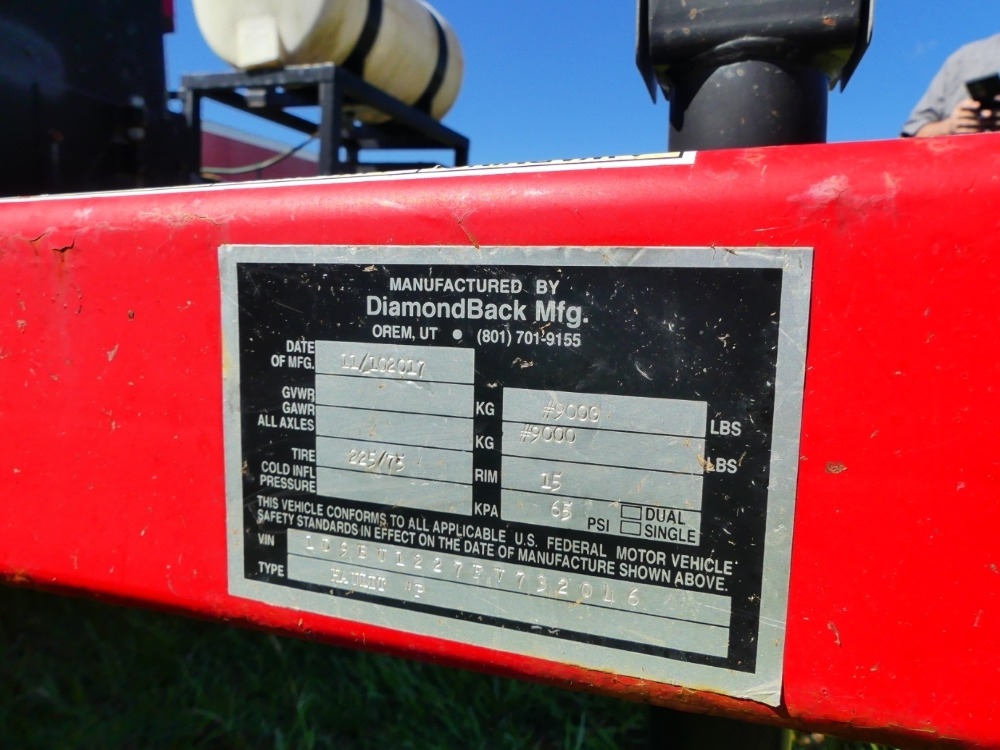 MANUFACTURED BY
DiamondBack Mfg.
OREM, UT • (801) 701-9155
DATE OF MFG. 11/102017
GVWR KG #9000 LBS
GAWR ALL AXLES KG #9000 LBS
TIRE 225/75 RIM 15
COLD INFL PRESSURE KPA 65 PSI DUAL SINGLE
THIS VEHICLE CONFORMS TO ALL APPLICABLE U.S. FEDERAL MOTOR VEHICLE
SAFETY STANDARDS IN EFFECT ON THE DATE OF MANUFACTURE SHOWN ABOVE.
VIN
TYPE